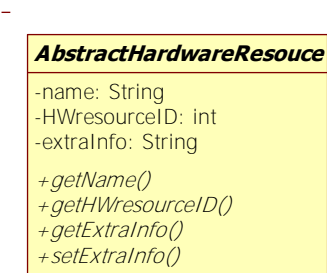 AbstractHardwareResouce
-name: String
-HWresourceID: int
-extraInfo: String
+getName()
+getHWresourceID()
+getExtraInfo()
+setExtraInfo()